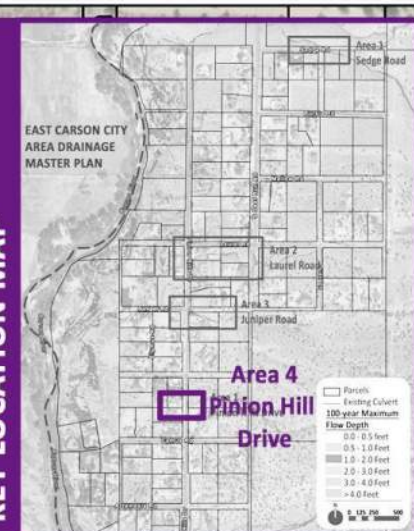 KEY LOCATION MAP
EAST CARSON CITY
AREA DRAINAGE
MASTER PLAN
Area 1
Sedge Road
Area 2
Laurel Road
Area 3
Juniper Road
Area 4
Pinion Hill
Drive
Parcels
Existing Culvert
100-year Maximum
Flow Depth
0.0 - 0.5 feet
0.5 - 1.0 Feet
1.0 - 2.0 Feet
2.0 - 3.0 Feet
3.0 - 4.0 Feet
> 4.0 Feet
0 125 250 500